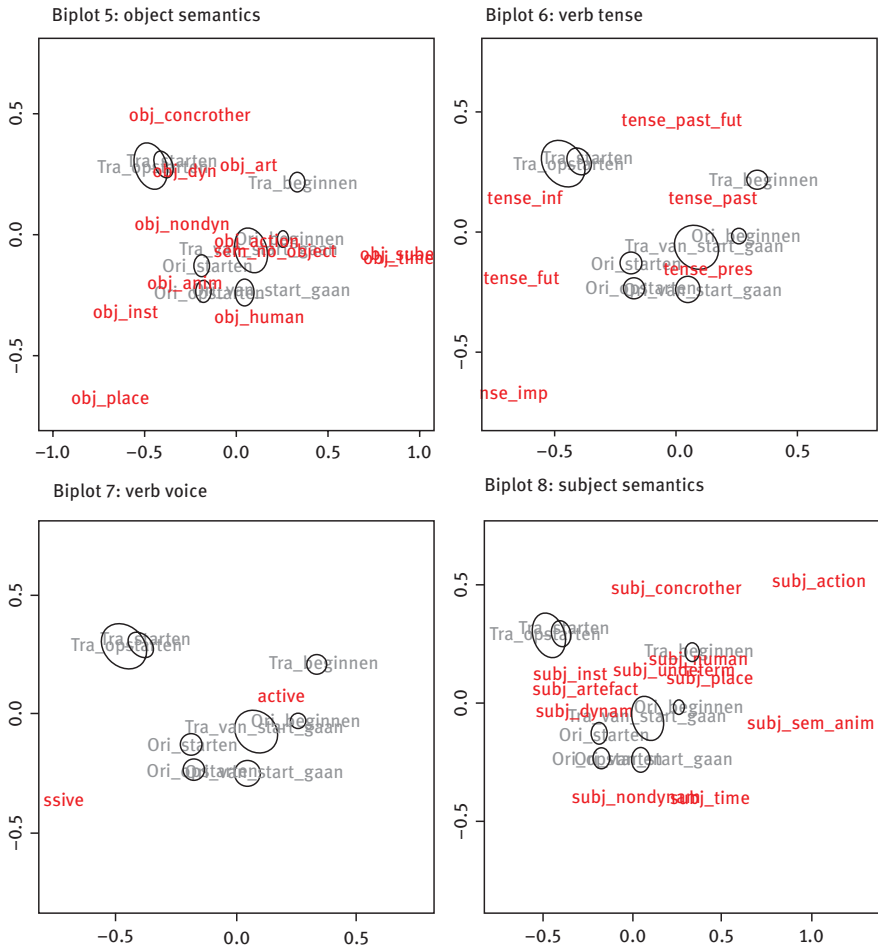 Biplot 5: object semantics
0.5
0.0
−0.5
obj_concrother
Tra_starten
Tra_opstarten
obj_dyn
obj_art
Tra_beginnen
obj_nondyn
Ori_beginnen
obj_action
Tra_van_start_gaan
sem_no_object
obj_sube
obj_time
Ori_starten
obj_anim
Ori_opstarten
Ori_van_start_gaan
obj_inst
obj_human
obj_place
−1.0 −0.5 0.0 0.5 1.0
Biplot 6: verb tense
0.5
0.0
−0.5
tense_past_fut
Tra_starten
Tra_opstarten
Tra_beginnen
tense_inf
tense_past
Ori_beginnen
Tra_van_start_gaan
Ori_starten
tense_pres
tense_fut
Ori_opstarten
Ori_van_start_gaan
nse_imp
−0.5 0.0 0.5
Biplot 7: verb voice
0.5
0.0
−0.5
Tra_starten
Tra_opstarten
Tra_beginnen
active
Ori_beginnen
Tra_van_start_gaan
Ori_starten
Ori_opstarten
Ori_van_start_gaan
ssive
−0.5 0.0 0.5
Biplot 8: subject semantics
0.5
0.0
−0.5
subj_action
subj_concrother
Tra_starten
Tra_opstarten
Tra_beginnen
subj_human
subj_undeterm
subj_inst
subj_place
subj_artefact
Ori_beginnen
subj_dynam
Tra_van_start_gaan
subj_sem_anim
Ori_starten
Ori_opstarten
Ori_van_start_gaan
subj_nondynam
subj_time
−0.5 0.0 0.5 1.0